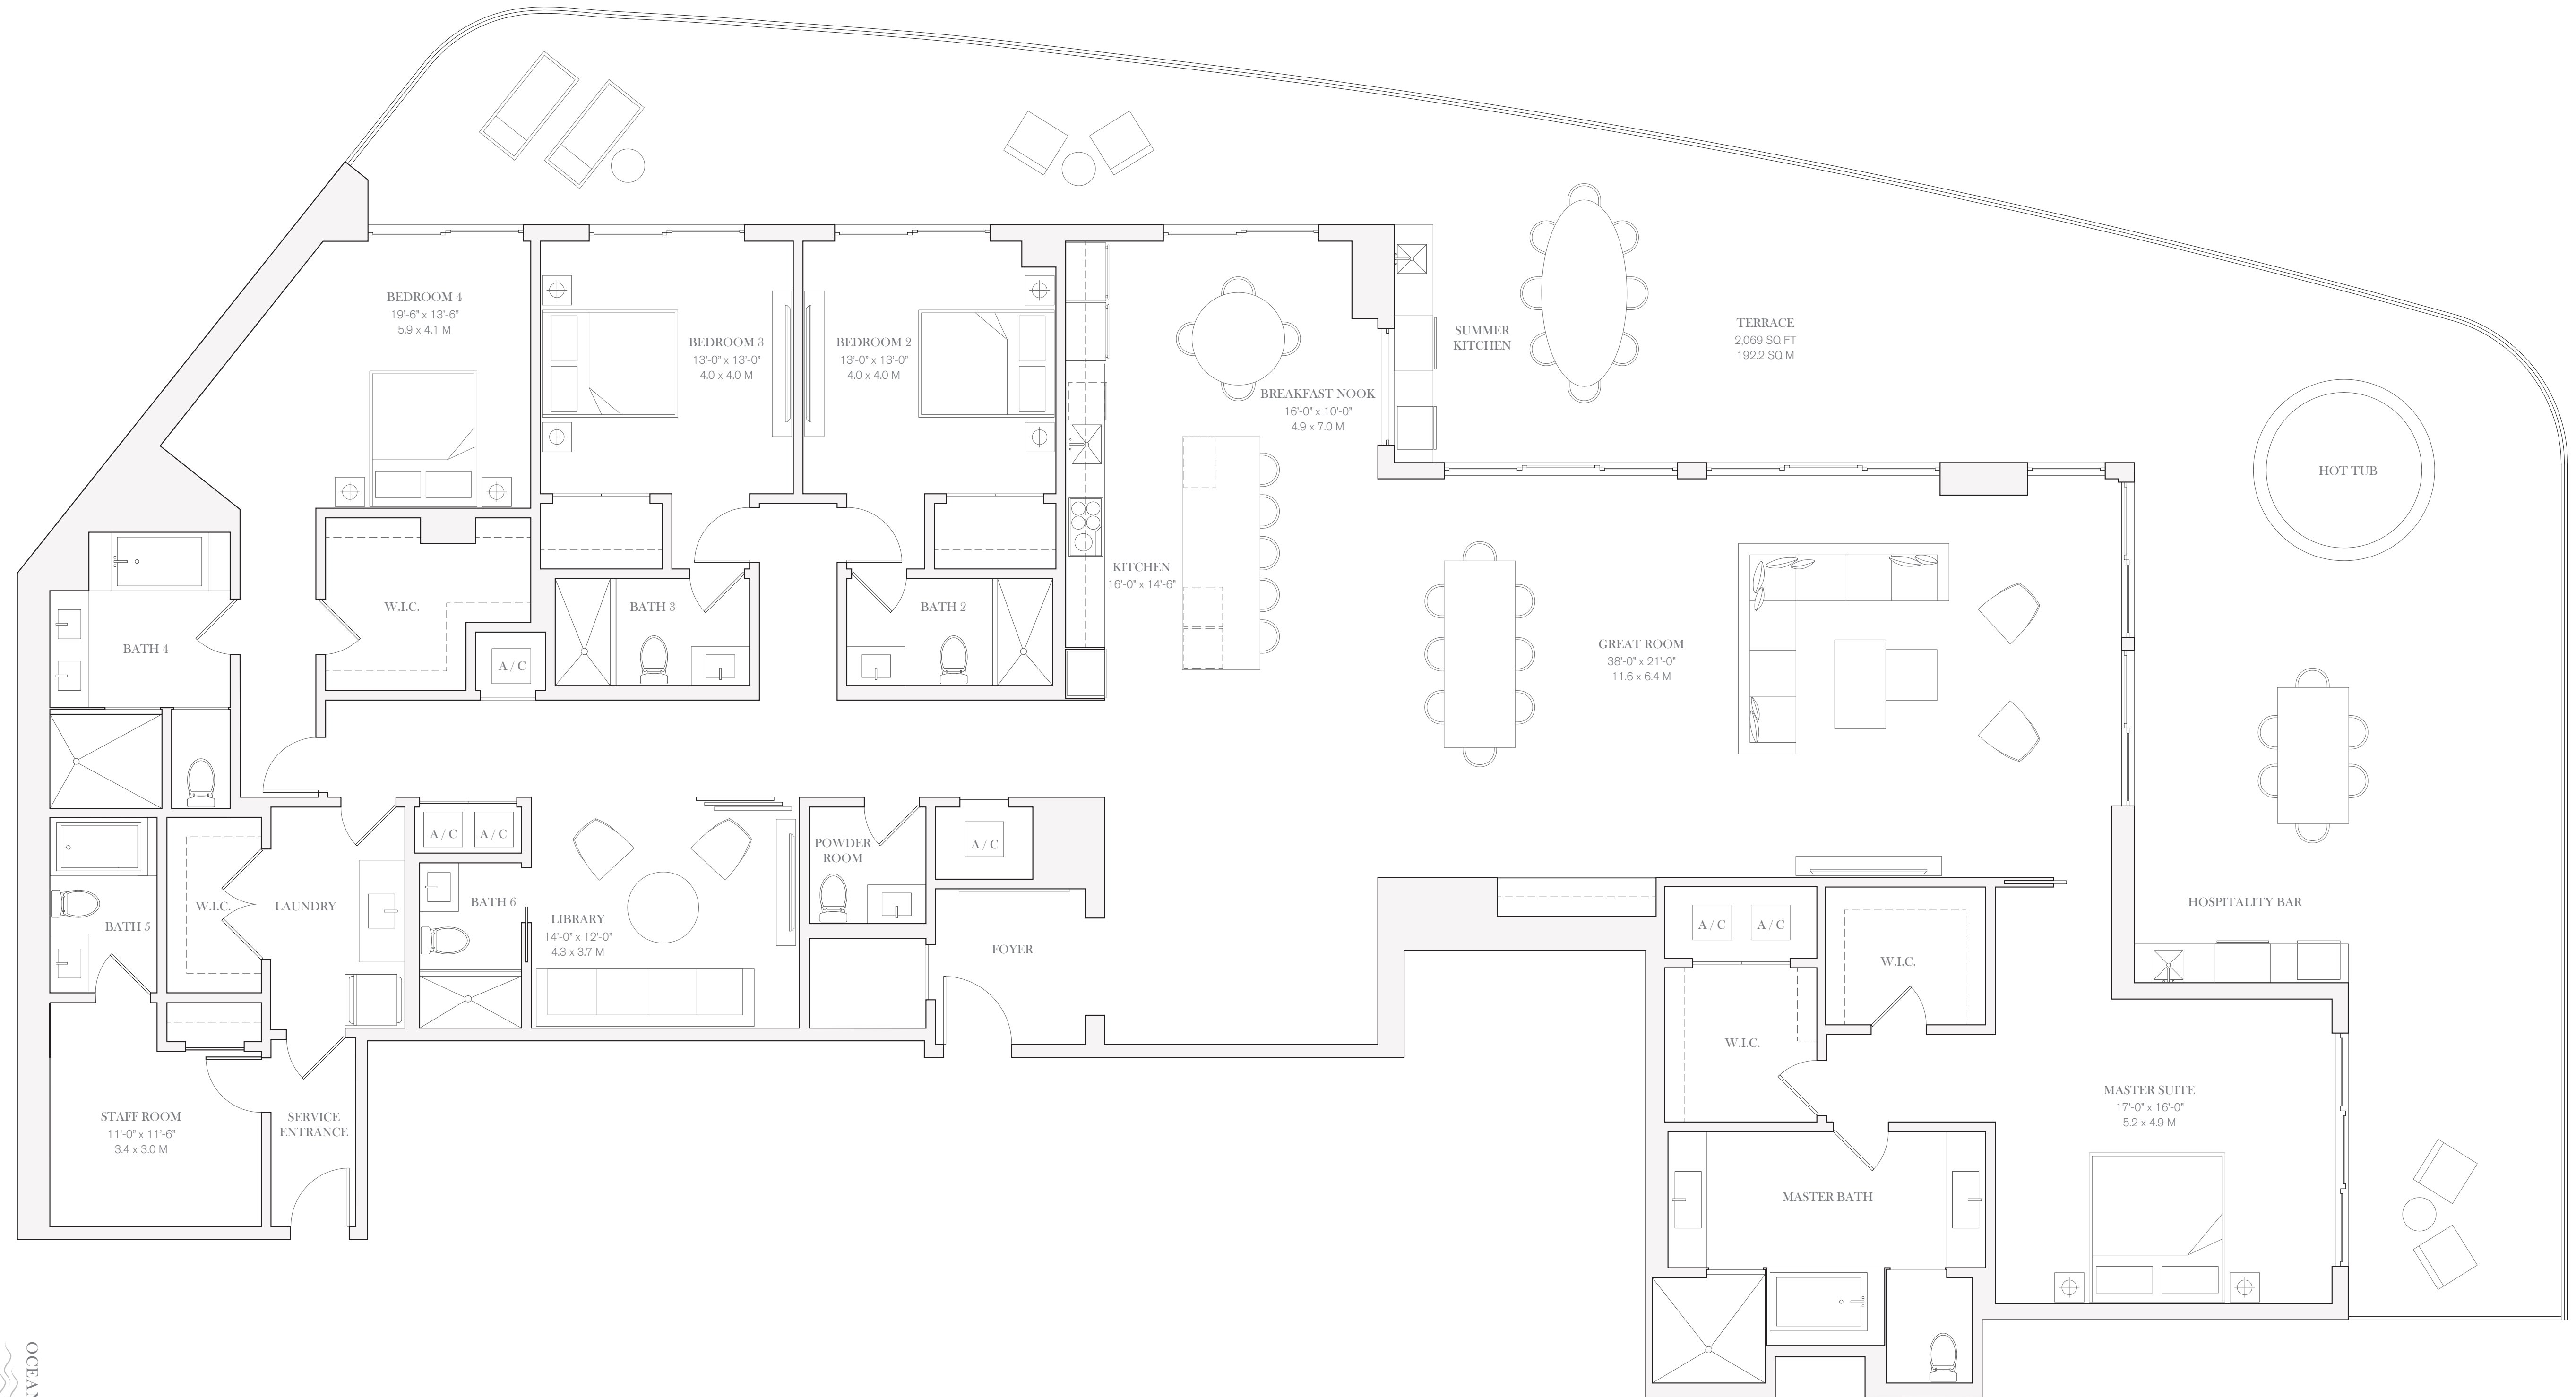 BEDROOM 4
19'-6" x 13'-6"
5.9 x 4.1 M
BEDROOM 3
13'-0" x 13'-0"
4.0 x 4.0 M
BEDROOM 2
13'-0" x 13'-0"
4.0 x 4.0 M
BREAKFAST NOOK
16'-0" x 10'-0"
4.9 x 7.0 M
SUMMER
KITCHEN
TERRACE
2,069 SQ FT
192.2 SQ M
HOT TUB
KITCHEN
16'-0" x 14'-6"
W.I.C.
BATH 3
BATH 2
BATH 4
A / C
GREAT ROOM
38'-0" x 21'-0"
11.6 x 6.4 M
A / C
A / C
POWDER
ROOM
A / C
W.I.C.
LAUNDRY
BATH 5
BATH 6
LIBRARY
14'-0" x 12'-0"
4.3 x 3.7 M
FOYER
A / C
A / C
W.I.C.
HOSPITALITY BAR
W.I.C.
STAFF ROOM
11'-0" x 11'-6"
3.4 x 3.0 M
SERVICE
ENTRANCE
MASTER SUITE
17'-0" x 16'-0"
5.2 x 4.9 M
MASTER BATH